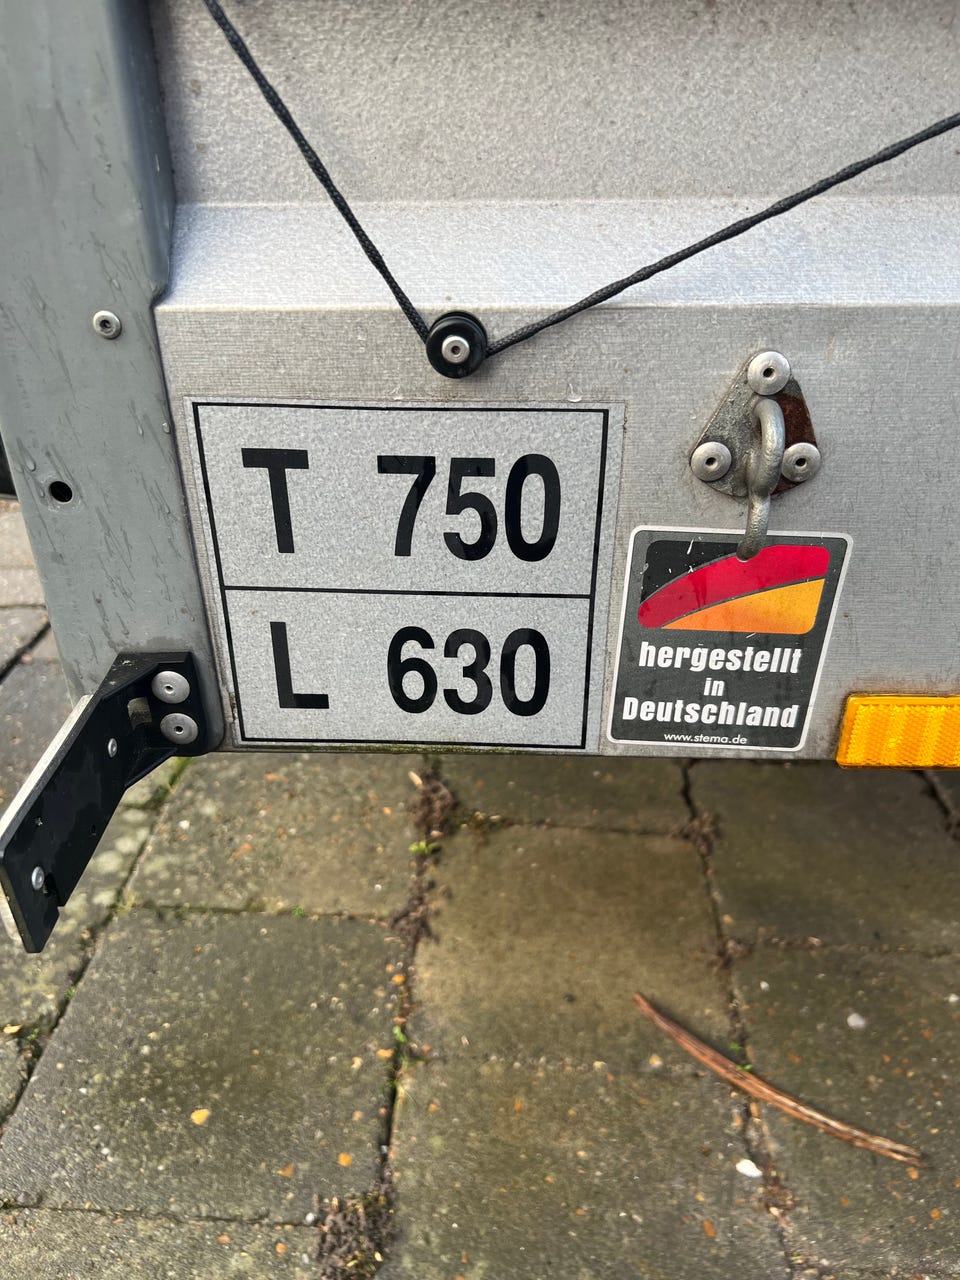 T 750
L 630
hergestellt
in
Deutschland
www.stema.de